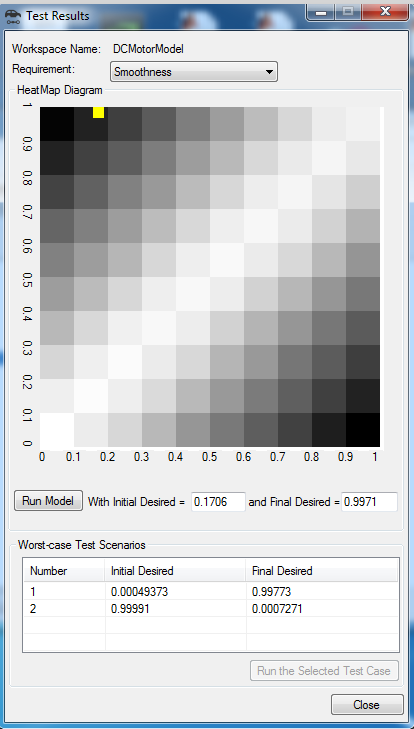 Test Results
Workspace Name: DCMotorModel
Requirement: Smoothness
HeatMap Diagram
1
0.9
0.8
0.7
0.6
0.5
0.4
0.3
0.2
0.1
0
0 0.1 0.2 0.3 0.4 0.5 0.6 0.7 0.8 0.9 1
Run Model With Initial Desired = 0.1706 and Final Desired = 0.9971
Worst-case Test Scenarios
Number Initial Desired Final Desired
1 0.00049373 0.99773
2 0.99991 0.0007271
Run the Selected Test Case
Close